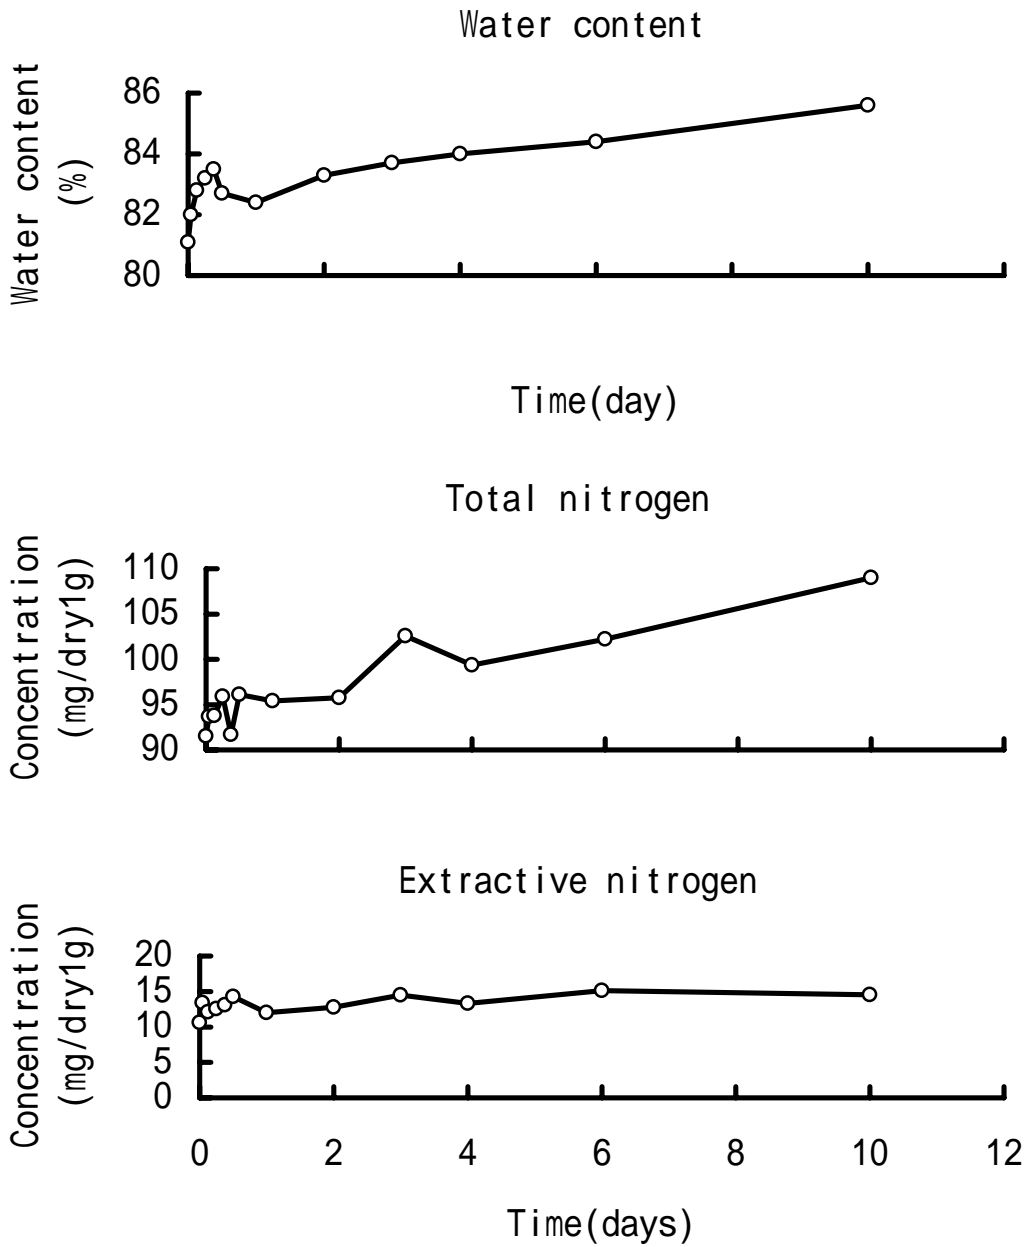 Water content
Water content
(%)
86
84
82
80
Time(day)
Total nitrogen
Concentration
(mg/dry1g)
110
105
100
95
90
Extractive nitrogen
Concentration
(mg/dry1g)
20
15
10
5
0
0 2 4 6 8 10 12
Time(days)